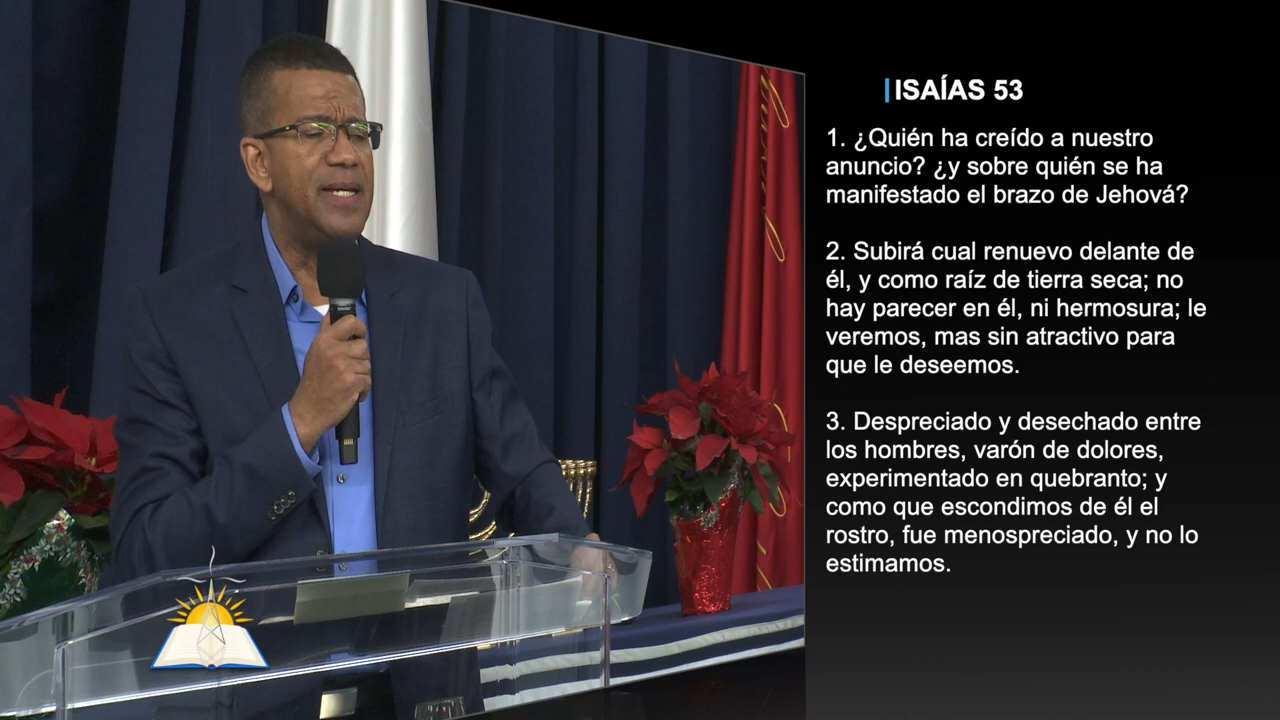 ISAÍAS 53
1. ¿Quién ha creído a nuestro
anuncio? ¿y sobre quién se ha
manifestado el brazo de Jehová?
2. Subirá cual renuevo delante de
él, y como raíz de tierra seca; no
hay parecer en él, ni hermosura; le
veremos, mas sin atractivo para
que le deseemos.
3. Despreciado y desechado entre
los hombres, varón de dolores,
experimentado en quebranto; y
como que escondimos de él el
rostro, fue menospreciado, y no lo
estimamos.